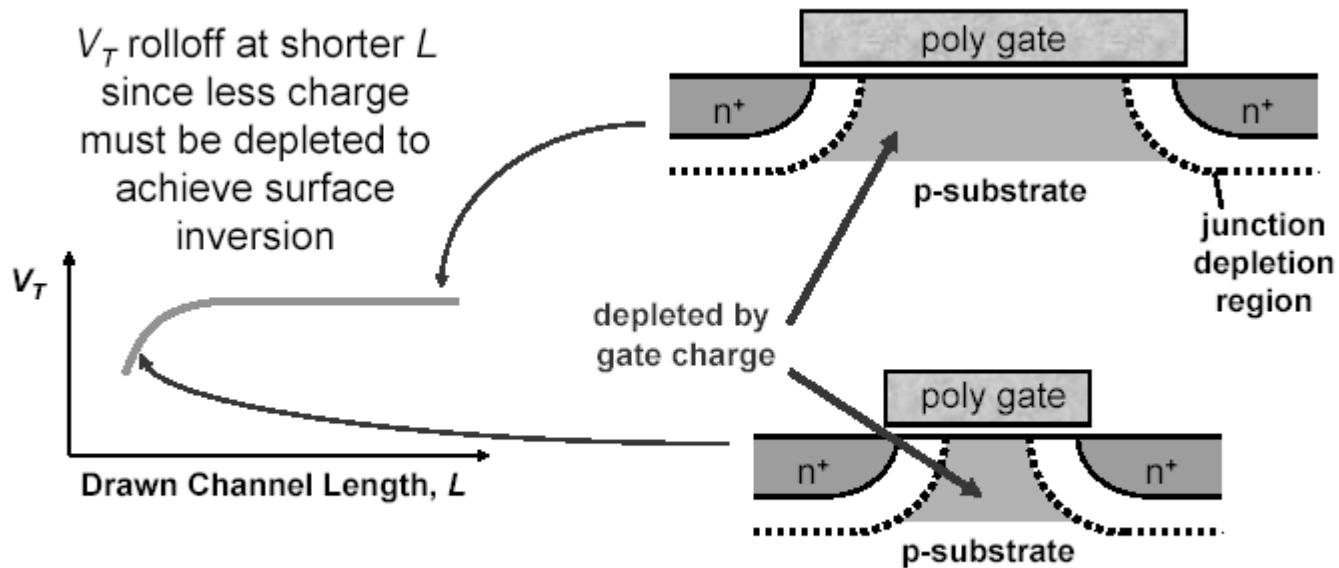 V_T rolloff at shorter L
since less charge
must be depleted to
achieve surface
inversion
V_T
Drawn Channel Length, L
poly gate
n+
n+
p-substrate
junction
depletion
region
depleted by
gate charge
poly gate
n+
n+
p-substrate